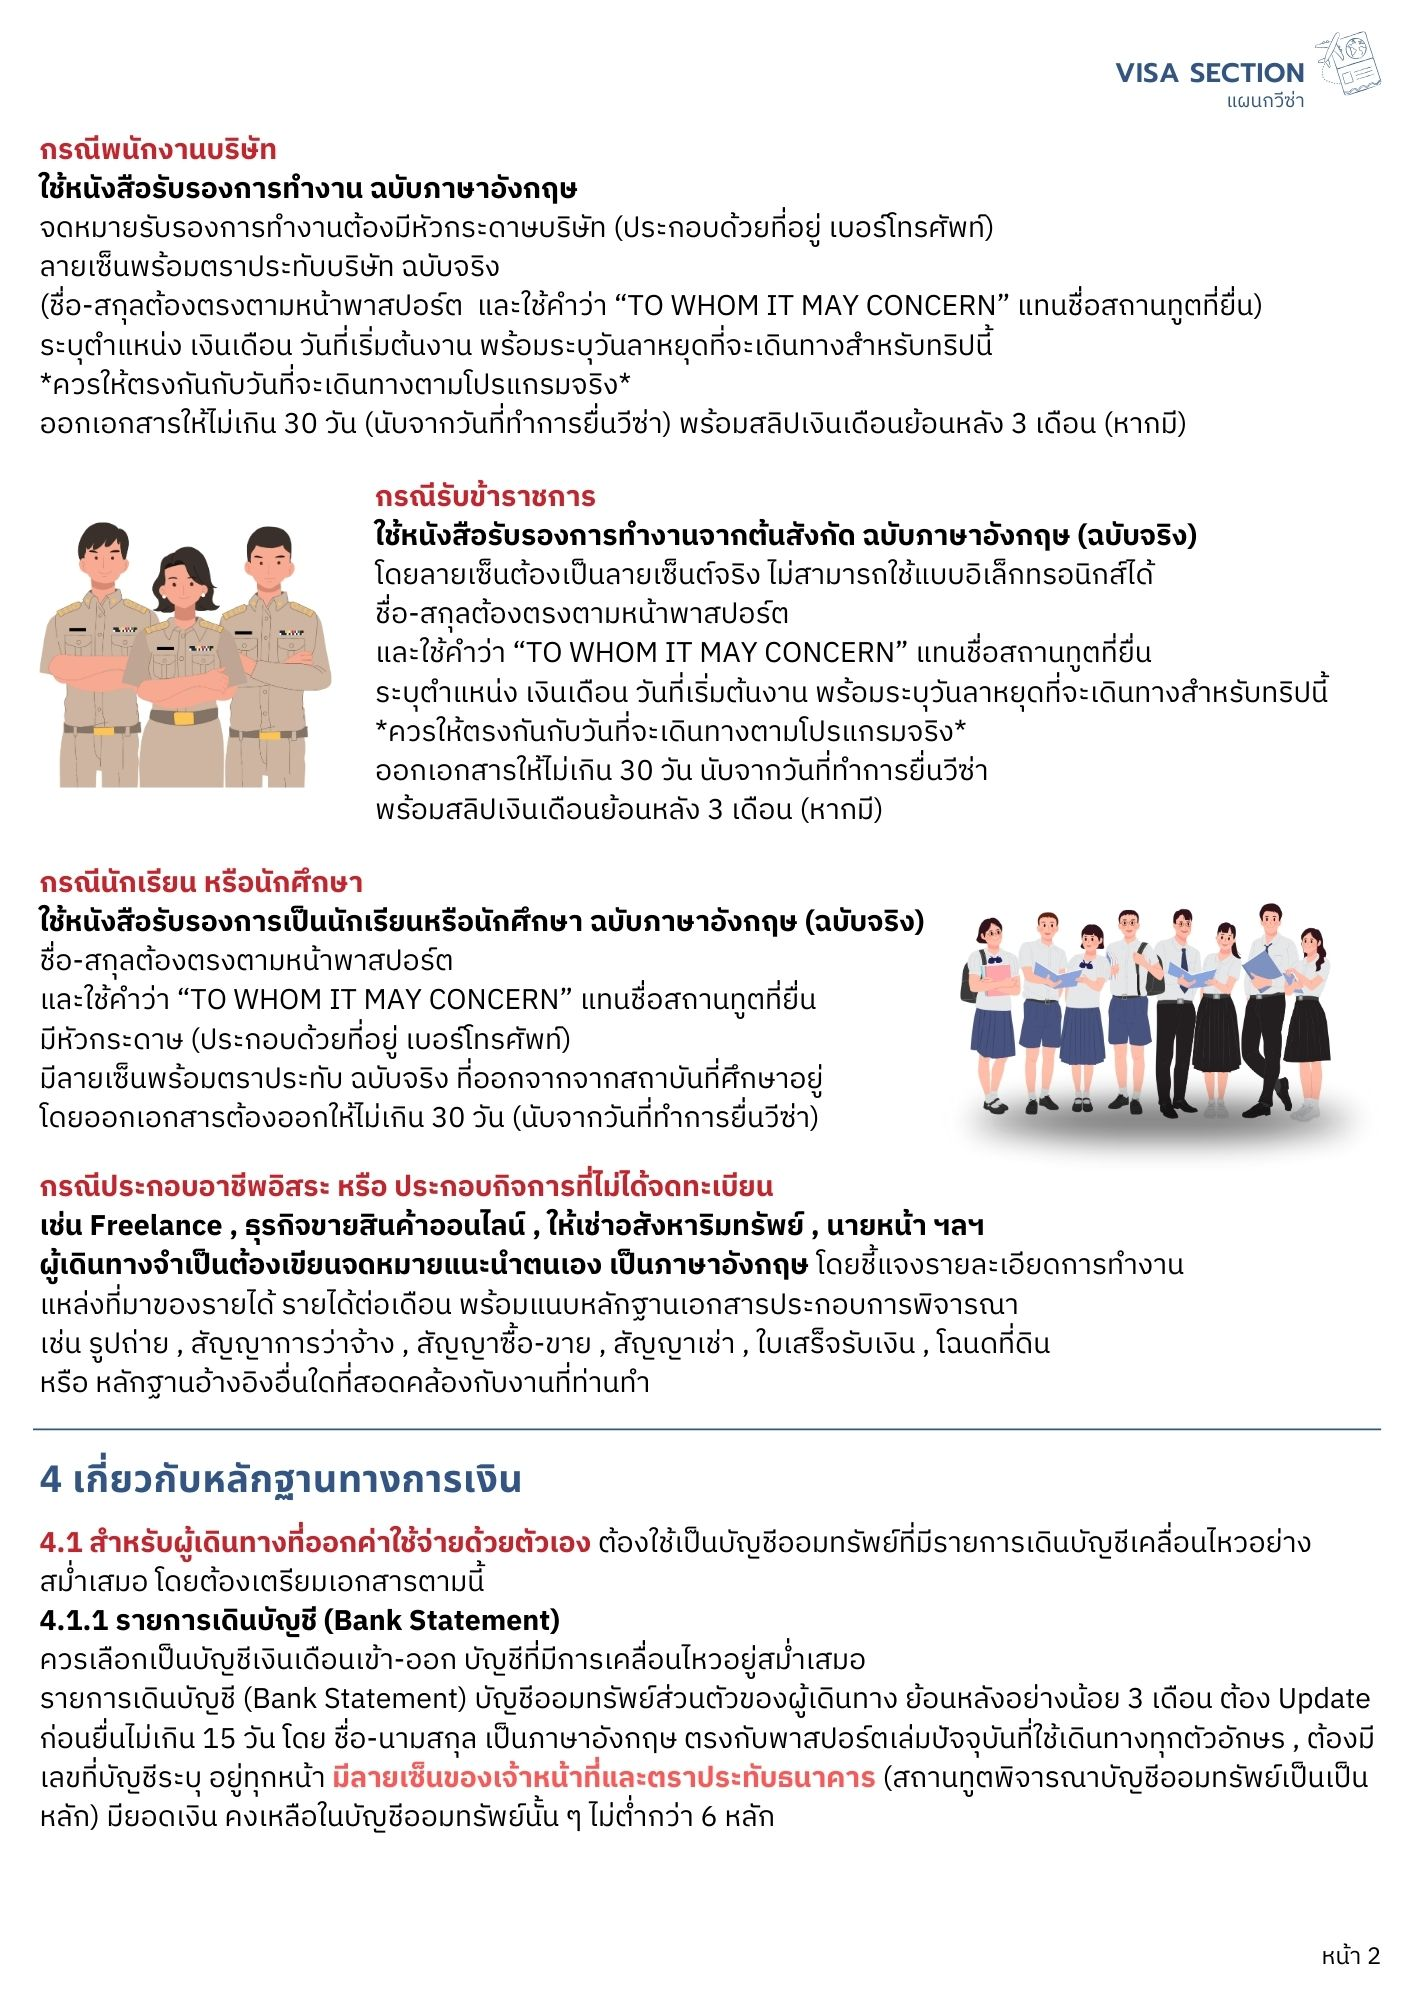 VISA SECTION
แผนกวีซ่า
กรณีพนักงานบริษัท
ใช้หนังสือรับรองการทำงาน ฉบับภาษาอังกฤษ
จดหมายรับรองการทำงานต้องมีหัวกระดาษบริษัท (ประกอบด้วยที่อยู่ เบอร์โทรศัพท์)
ลายเซ็นพร้อมตราประทับบริษัท ฉบับจริง
(ชื่อ-สกุลต้องตรงตามหน้าพาสปอร์ต และใช้คำว่า “TO WHOM IT MAY CONCERN” แทนชื่อสถานทูตที่ยื่น)
ระบุตำแหน่ง เงินเดือน วันที่เริ่มต้นงาน พร้อมระบุวันลาหยุดที่จะเดินทางสำหรับทริปนี้
*ควรให้ตรงกันกับวันที่จะเดินทางตามโปรแกรมจริง*
ออกเอกสารให้ไม่เกิน 30 วัน (นับจากวันที่ทำการยื่นวีซ่า) พร้อมสลิปเงินเดือนย้อนหลัง 3 เดือน (หากมี)
กรณีรับข้าราชการ
ใช้หนังสือรับรองการทำงานจากต้นสังกัด ฉบับภาษาอังกฤษ (ฉบับจริง)
โดยลายเซ็นต้องเป็นลายเซ็นต์จริง ไม่สามารถใช้แบบอิเล็กทรอนิกส์ได้
ชื่อ-สกุลต้องตรงตามหน้าพาสปอร์ต
และใช้คำว่า “TO WHOM IT MAY CONCERN” แทนชื่อสถานทูตที่ยื่น
ระบุตำแหน่ง เงินเดือน วันที่เริ่มต้นงาน พร้อมระบุวันลาหยุดที่จะเดินทางสำหรับทริปนี้
*ควรให้ตรงกันกับวันที่จะเดินทางตามโปรแกรมจริง*
ออกเอกสารให้ไม่เกิน 30 วัน นับจากวันที่ทำการยื่นวีซ่า
พร้อมสลิปเงินเดือนย้อนหลัง 3 เดือน (หากมี)
กรณีนักเรียน หรือนักศึกษา
ใช้หนังสือรับรองการเป็นนักเรียนหรือนักศึกษา ฉบับภาษาอังกฤษ (ฉบับจริง)
ชื่อ-สกุลต้องตรงตามหน้าพาสปอร์ต
และใช้คำว่า “TO WHOM IT MAY CONCERN” แทนชื่อสถานทูตที่ยื่น
มีหัวกระดาษ (ประกอบด้วยที่อยู่ เบอร์โทรศัพท์)
มีลายเซ็นพร้อมตราประทับ ฉบับจริง ที่ออกจากจากสถาบันที่ศึกษาอยู่
โดยออกเอกสารต้องออกให้ไม่เกิน 30 วัน (นับจากวันที่ทำการยื่นวีซ่า)
กรณีประกอบอาชีพอิสระ หรือ ประกอบกิจการที่ไม่ได้จดทะเบียน
เช่น Freelance , ธุรกิจขายสินค้าออนไลน์ , ให้เช่าอสังหาริมทรัพย์ , นายหน้า ฯลฯ
ผู้เดินทางจำเป็นต้องเขียนจดหมายแนะนำตนเอง เป็นภาษาอังกฤษ โดยชี้แจงรายละเอียดการทำงาน
แหล่งที่มาของรายได้ รายได้ต่อเดือน พร้อมแนบหลักฐานเอกสารประกอบการพิจารณา
เช่น รูปถ่าย , สัญญาการว่าจ้าง , สัญญาซื้อ-ขาย , สัญญาเช่า , ใบเสร็จรับเงิน , โฉนดที่ดิน
หรือ หลักฐานอ้างอิงอื่นใดที่สอดคล้องกับงานที่ท่านทำ
4 เกี่ยวกับหลักฐานทางการเงิน
4.1 สำหรับผู้เดินทางที่ออกค่าใช้จ่ายด้วยตัวเอง ต้องใช้เป็นบัญชีออมทรัพย์ที่มีรายการเดินบัญชีเคลื่อนไหวอย่าง
สม่ำเสมอ โดยต้องเตรียมเอกสารตามนี้
4.1.1 รายการเดินบัญชี (Bank Statement)
ควรเลือกเป็นบัญชีเงินเดือนเข้า-ออก บัญชีที่มีการเคลื่อนไหวอยู่สม่ำเสมอ
รายการเดินบัญชี (Bank Statement) บัญชีออมทรัพย์ส่วนตัวของผู้เดินทาง ย้อนหลังอย่างน้อย 3 เดือน ต้อง Update
ก่อนยื่นไม่เกิน 15 วัน โดย ชื่อ-นามสกุล เป็นภาษาอังกฤษ ตรงกับพาสปอร์ตเล่มปัจจุบันที่ใช้เดินทางทุกตัวอักษร , ต้องมี
เลขที่บัญชีระบุ อยู่ทุกหน้า มีลายเซ็นของเจ้าหน้าที่และตราประทับธนาคาร (สถานทูตพิจารณาบัญชีออมทรัพย์เป็นเป็น
หลัก) มียอดเงิน คงเหลือในบัญชีออมทรัพย์นั้น ๆ ไม่ต่ำกว่า 6 หลัก
หน้า 2